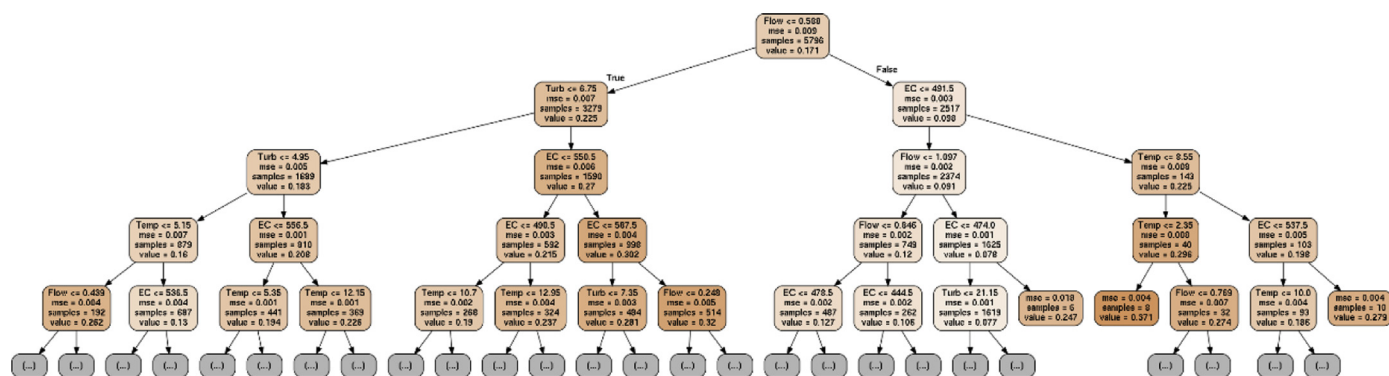 Flow <= 0.588
mse = 0.009
samples = 5796
value = 0.171
True
False
Turb <= 6.75
mse = 0.007
samples = 3279
value = 0.225
EC <= 491.5
mse = 0.003
samples = 2517
value = 0.098
Turb <= 4.95
mse = 0.005
samples = 1689
value = 0.183
EC <= 550.5
mse = 0.006
samples = 1590
value = 0.27
Flow <= 1.097
mse = 0.002
samples = 2374
value = 0.091
Temp <= 8.55
mse = 0.008
samples = 143
value = 0.225
Temp <= 5.15
mse = 0.007
samples = 879
value = 0.16
EC <= 556.5
mse = 0.001
samples = 810
value = 0.208
EC <= 490.5
mse = 0.003
samples = 592
value = 0.215
EC <= 587.5
mse = 0.004
samples = 998
value = 0.302
Flow <= 0.846
mse = 0.002
samples = 749
value = 0.12
EC <= 474.0
mse = 0.001
samples = 1625
value = 0.078
Temp <= 2.35
mse = 0.008
samples = 40
value = 0.296
EC <= 537.5
mse = 0.005
samples = 103
value = 0.198
Flow <= 0.439
mse = 0.004
samples = 192
value = 0.262
EC <= 536.5
mse = 0.004
samples = 687
value = 0.13
Temp <= 5.35
mse = 0.001
samples = 441
value = 0.194
Temp <= 12.15
mse = 0.001
samples = 369
value = 0.226
Temp <= 10.7
mse = 0.002
samples = 268
value = 0.19
Temp <= 12.95
mse = 0.004
samples = 324
value = 0.237
Turb <= 7.35
mse = 0.003
samples = 484
value = 0.281
Flow <= 0.248
mse = 0.005
samples = 514
value = 0.32
EC <= 478.5
mse = 0.002
samples = 487
value = 0.127
EC <= 444.5
mse = 0.002
samples = 262
value = 0.106
Turb <= 21.15
mse = 0.001
samples = 1619
value = 0.077
mse = 0.018
samples = 6
value = 0.247
mse = 0.004
samples = 8
value = 0.371
Flow <= 0.769
mse = 0.007
samples = 32
value = 0.274
Temp <= 10.0
mse = 0.004
samples = 93
value = 0.186
mse = 0.004
samples = 10
value = 0.279
(...) (...) (...) (...) (...) (...) (...) (...) (...) (...) (...) (...) (...) (...) (...) (...) (...) (...) (...) (...) (...) (...) (...) (...) (...) (...)